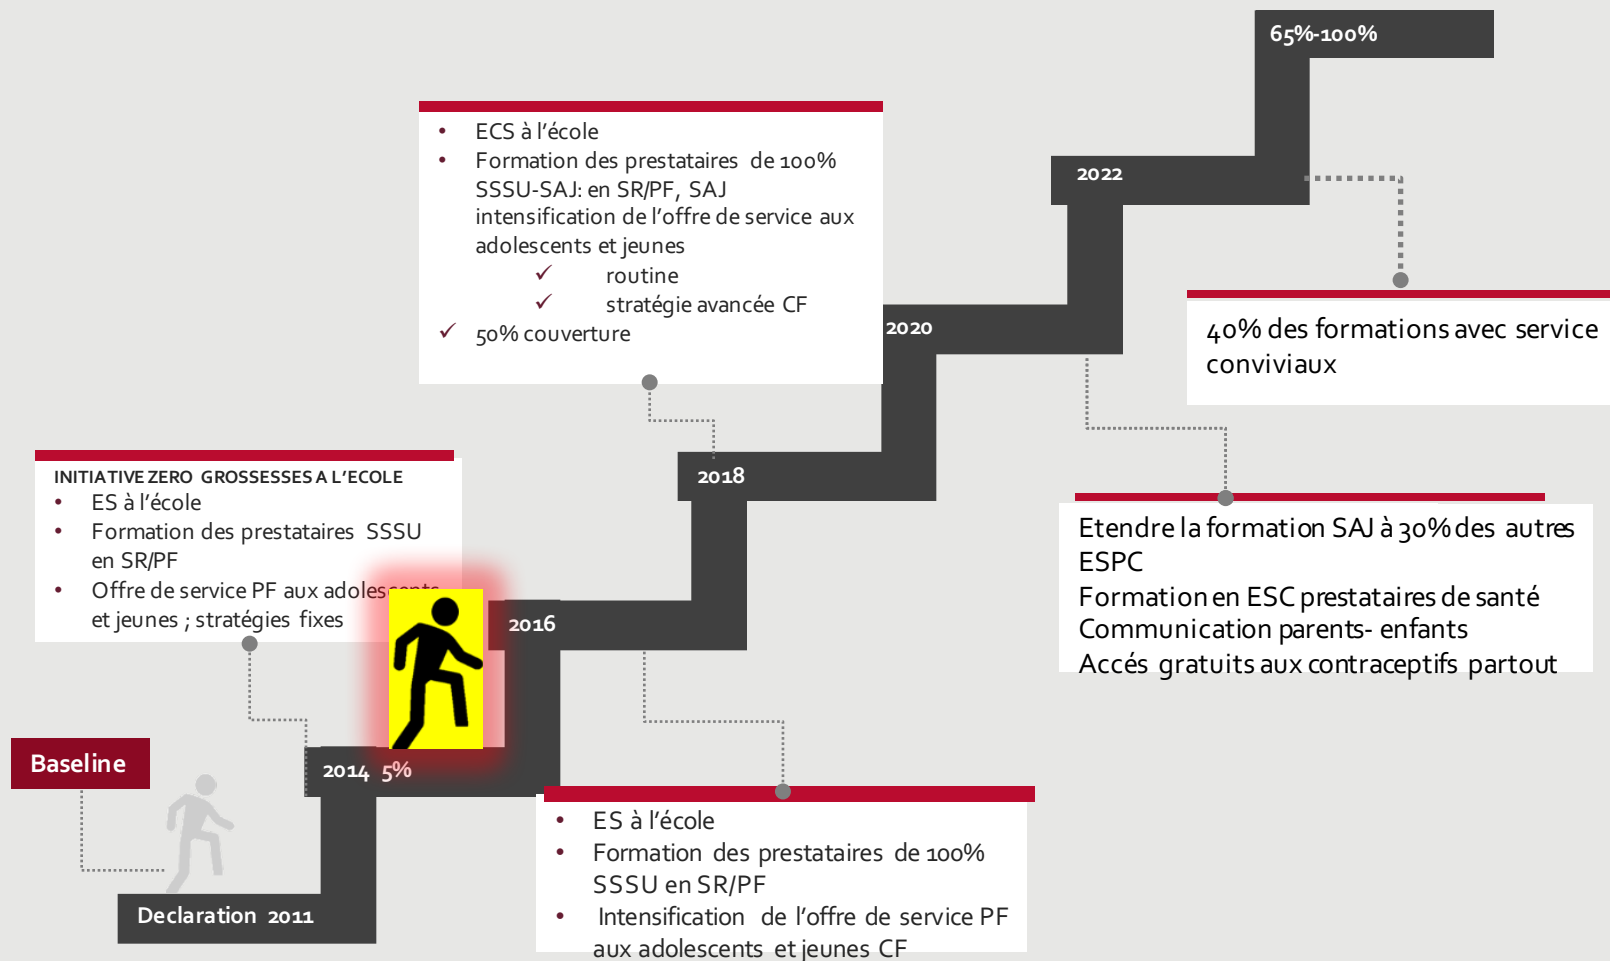 65%-100%
• ECS à l’école
• Formation des prestataires de 100%
SSSU-SAJ: en SR/PF, SAJ
intensification de l’offre de service aux
adolescents et jeunes
✓ routine
✓ stratégie avancée CF
✓ 50% couverture
2022
2020
40% des formations avec service
conviviaux
INITIATIVE ZERO GROSSESSES A L’ECOLE
• ES à l’école
• Formation des prestataires SSSU
en SR/PF
• Offre de service PF aux adolescents
et jeunes ; stratégies fixes
2018
Etendre la formation SAJ à 30% des autres
ESPC
Formation en ESC prestataires de santé
Communication parents- enfants
Accés gratuits aux contraceptifs partout
2016
Baseline
2014 5%
• ES à l’école
• Formation des prestataires de 100%
SSSU en SR/PF
• Intensification de l’offre de service PF
aux adolescents et jeunes CF
Declaration 2011